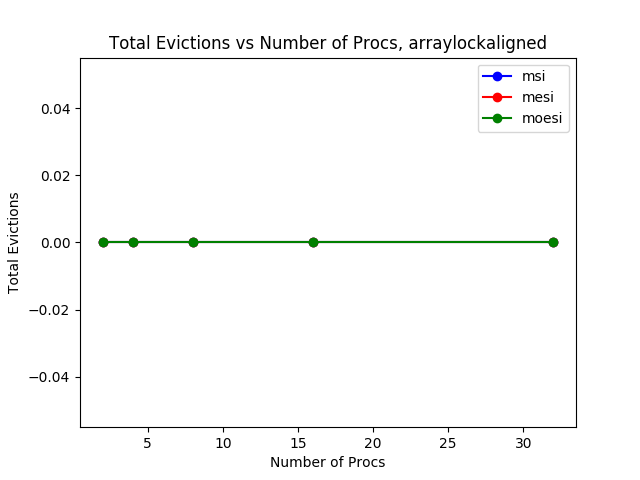 Total Evictions vs Number of Procs, arraylockaligned
msi
mesi
moesi
0.04
0.02
0.00
−0.02
−0.04
Total Evictions
5 10 15 20 25 30
Number of Procs